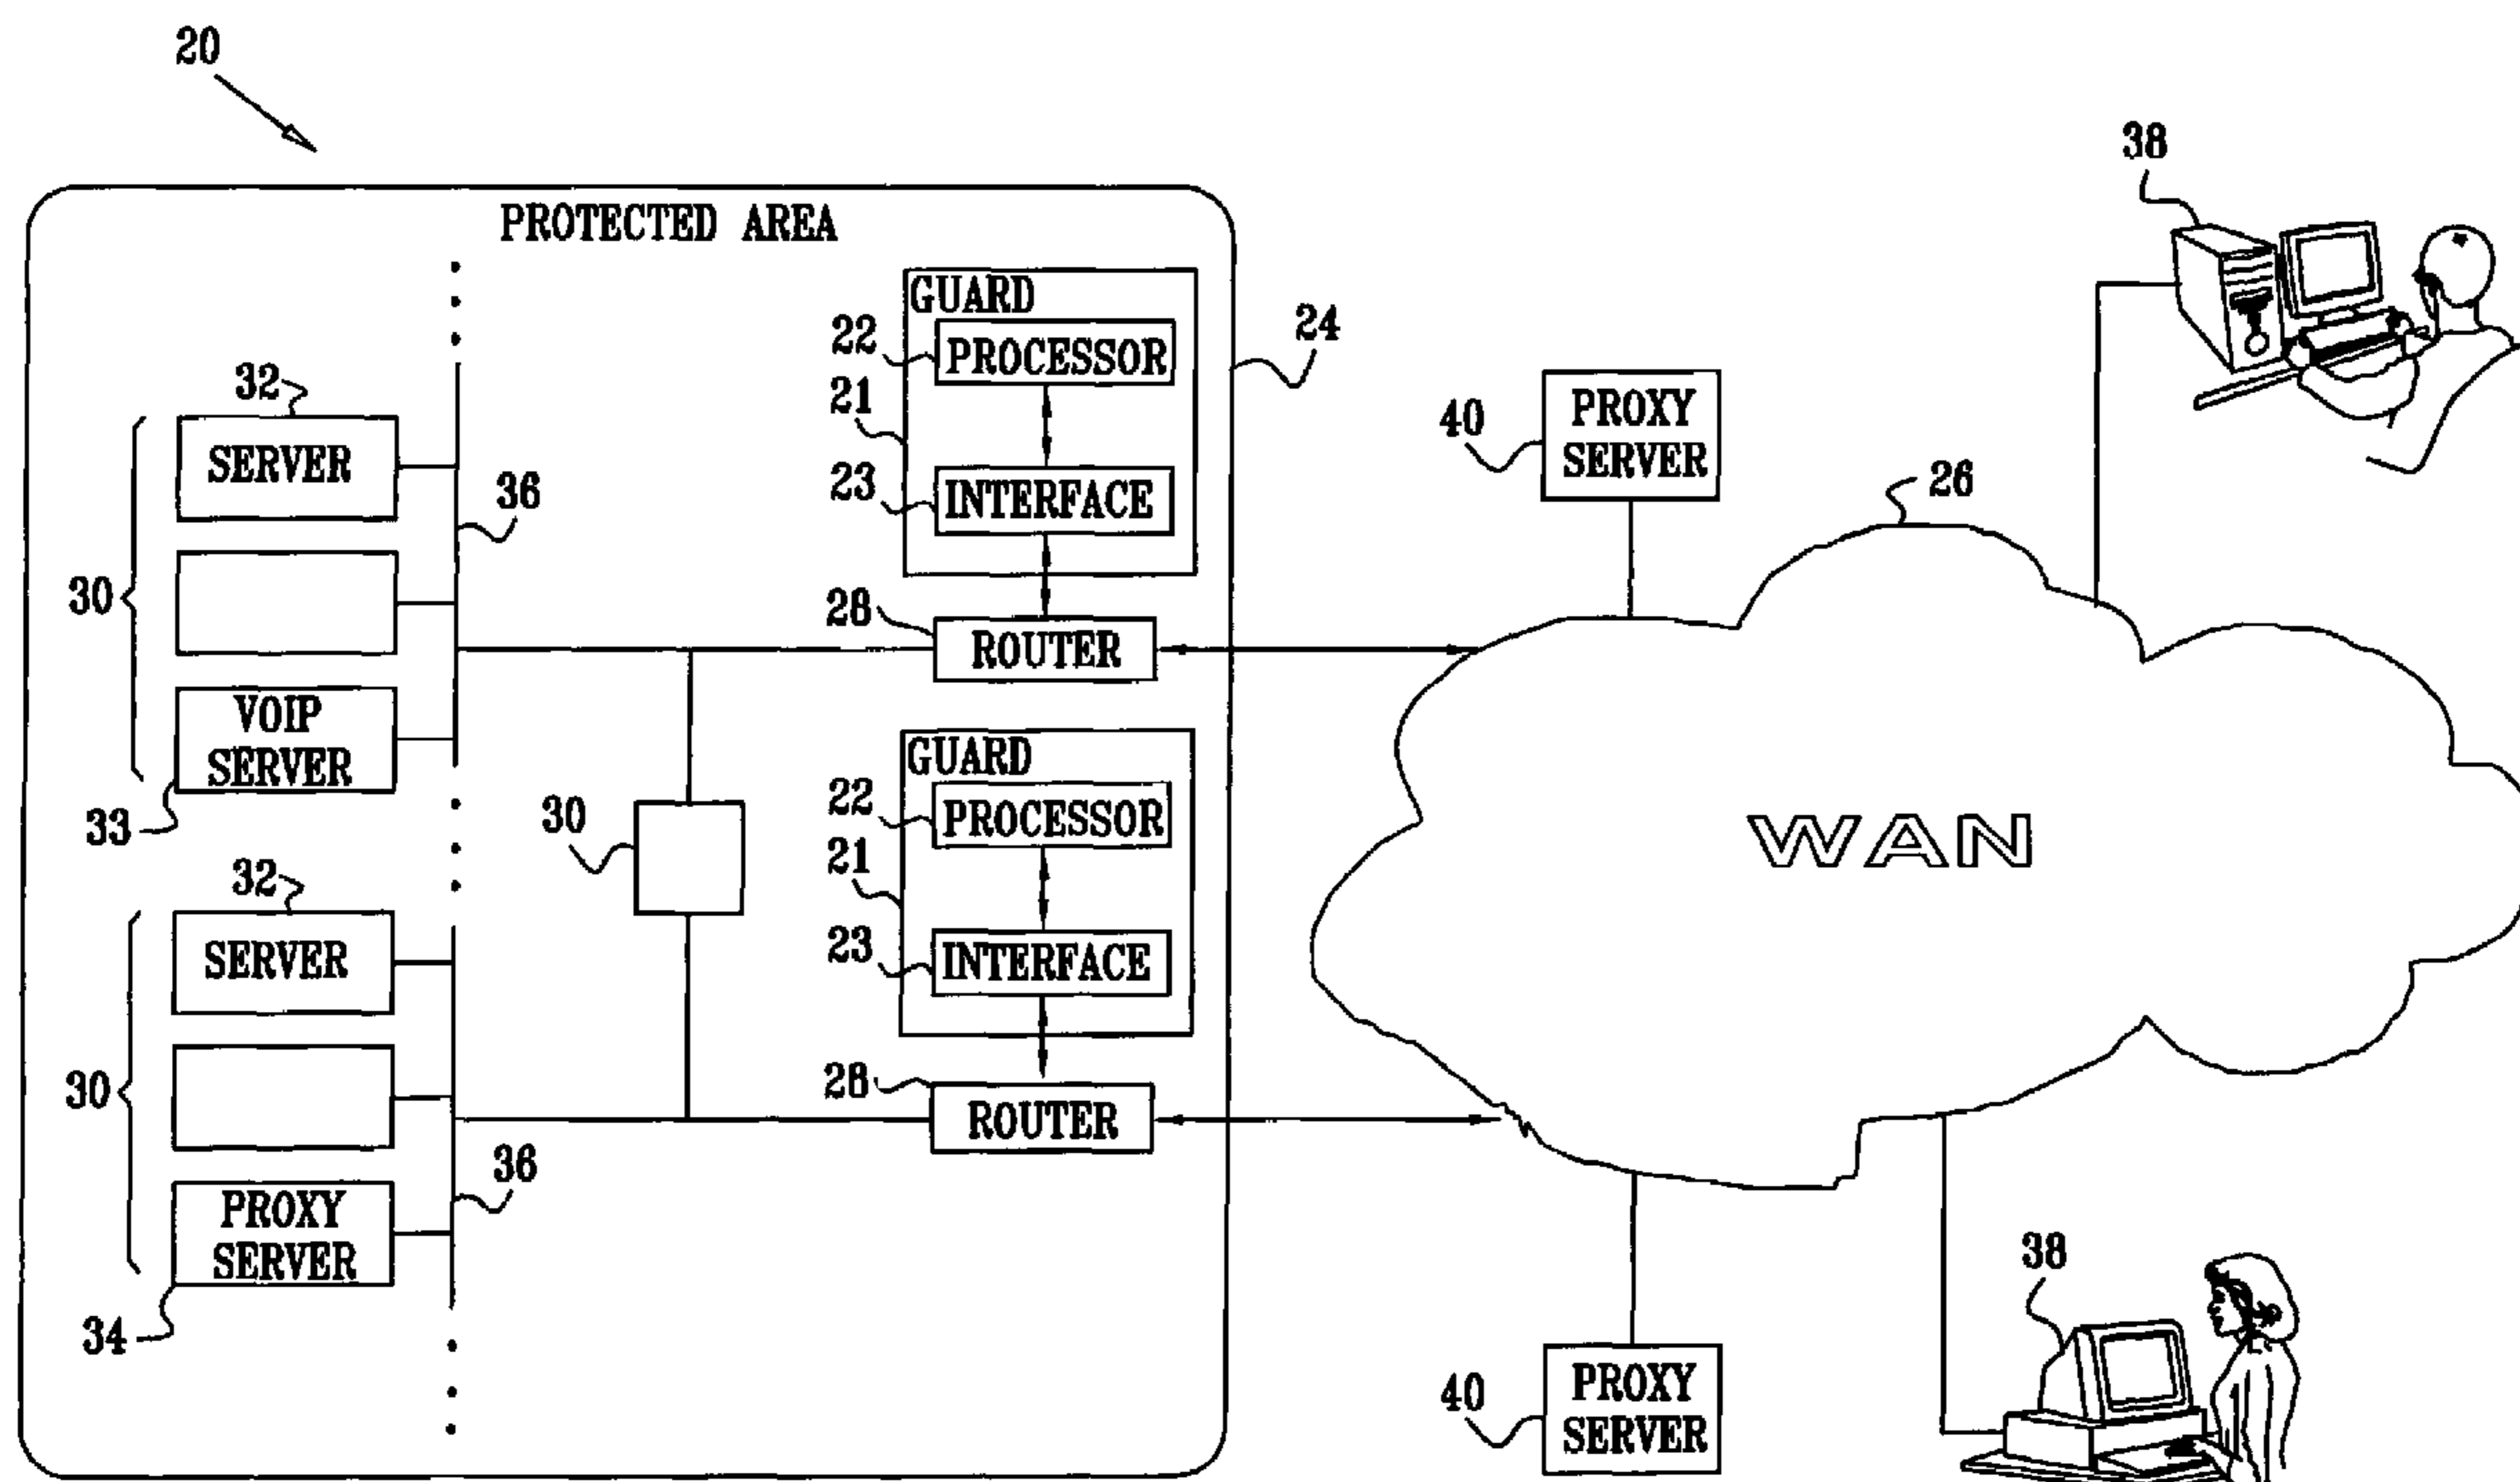 20
PROTECTED AREA
38
GUARD
22
PROCESSOR
24
21
32
40
PROXY
SERVER
SERVER
23
INTERFACE
36
26
30
28
ROUTER
VOIP
SERVER
33
GUARD
22
PROCESSOR
30
21
WAN
32
SERVER
23
INTERFACE
30
28
ROUTER
36
PROXY
SERVER
34
38
40
PROXY
SERVER